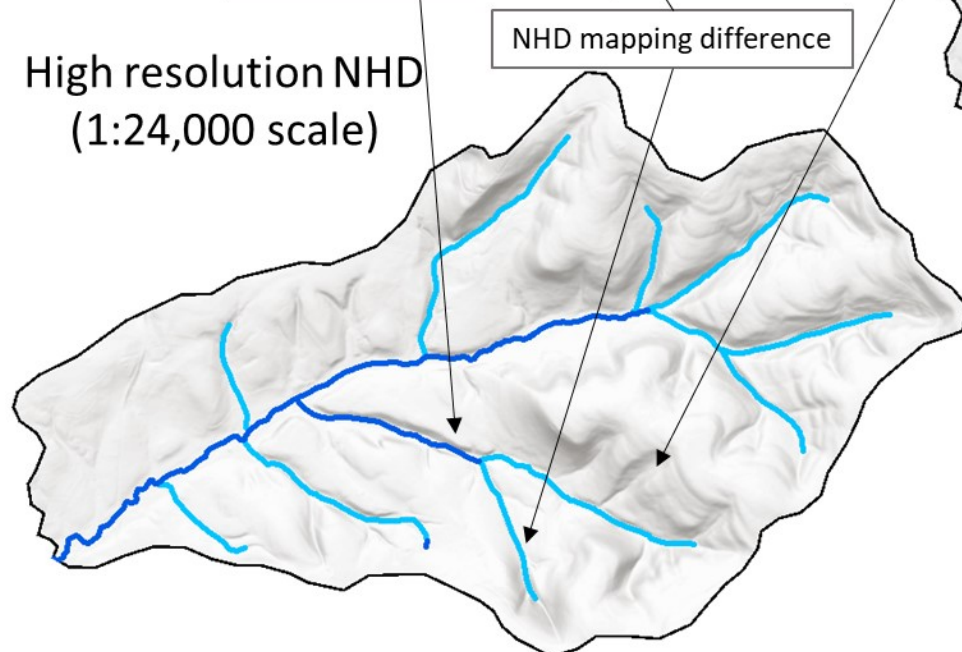 NHD mapping difference
High resolution NHD
(1:24,000 scale)